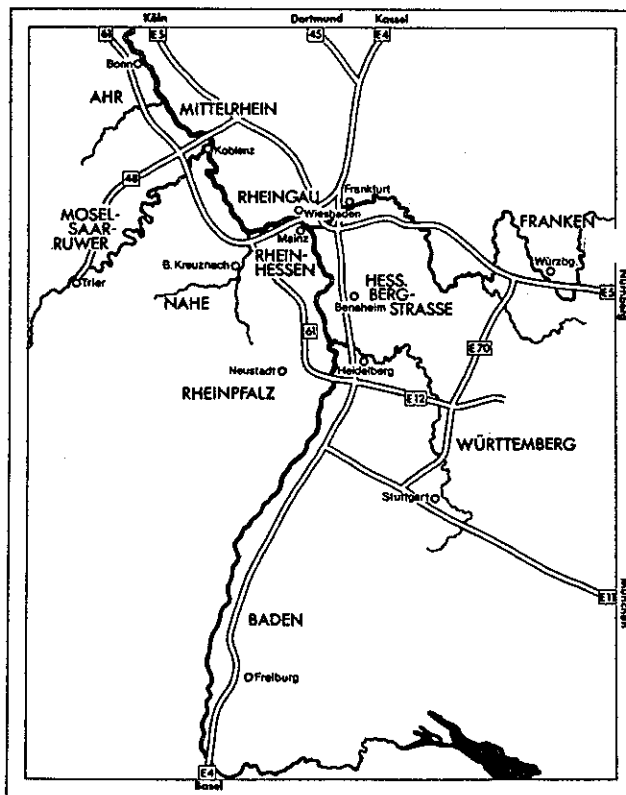 Köln
Dortmund
Kassel
61
E5
45
E4
Bonn
AHR
MITTELRHEIN
Koblenz
48
RHEINGAU
Frankfurt
Wiesbaden
MOSEL-
SAAR-
RUWER
Mainz
FRANKEN
RHEIN-
HESSEN
Würzbg.
B. Kreuznach
Trier
HESS.
BERG-
STRASSE
E5
Nürnberg
NAHE
Bensheim
61
E70
Neustadt
Heidelberg
RHEINPFALZ
E12
WÜRTTEMBERG
Stuttgart
E11
München
BADEN
Freiburg
E4
Basel